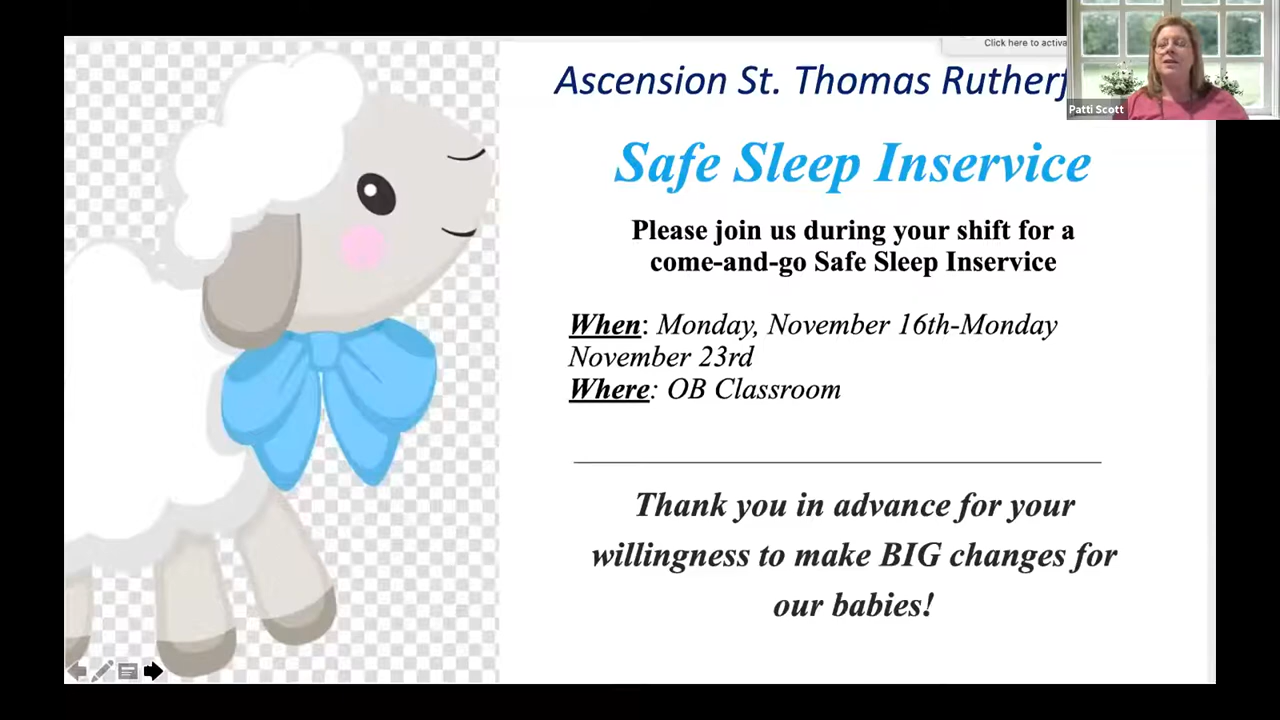 Click here to activa
Ascension St. Thomas Rutherf
Patti Scott
Safe Sleep Inservice
Please join us during your shift for a
come-and-go Safe Sleep Inservice
When: Monday, November 16th-Monday
November 23rd
Where: OB Classroom
Thank you in advance for your
willingness to make BIG changes for
our babies!